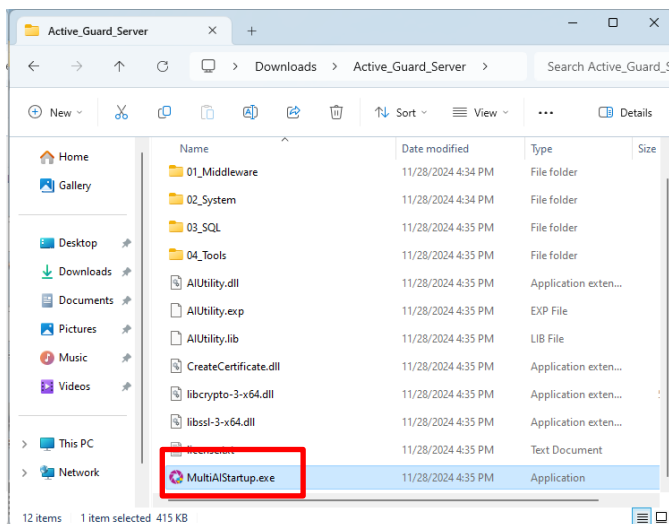 Active_Guard_Server
Downloads > Active_Guard_Server > Search Active_Guard_S
New Sort View ... Details
Name Date modified Type Size
Home
Gallery
Desktop
Downloads
Documents
Pictures
Music
Videos
This PC
Network
01_Middleware 11/28/2024 4:34 PM File folder
02_System 11/28/2024 4:34 PM File folder
03_SQL 11/28/2024 4:35 PM File folder
04_Tools 11/28/2024 4:35 PM File folder
AIUtility.dll 11/28/2024 4:35 PM Application exten...
AIUtility.exp 11/28/2024 4:35 PM EXP File
AIUtility.lib 11/28/2024 4:35 PM LIB File
CreateCertificate.dll 11/28/2024 4:35 PM Application exten...
libcrypto-3-x64.dll 11/28/2024 4:35 PM Application exten...
libssl-3-x64.dll 11/28/2024 4:35 PM Application exten...
11/28/2024 4:35 PM Text Document
MultiAIStartup.exe 11/28/2024 4:35 PM Application
12 items 1 item selected 415 KB